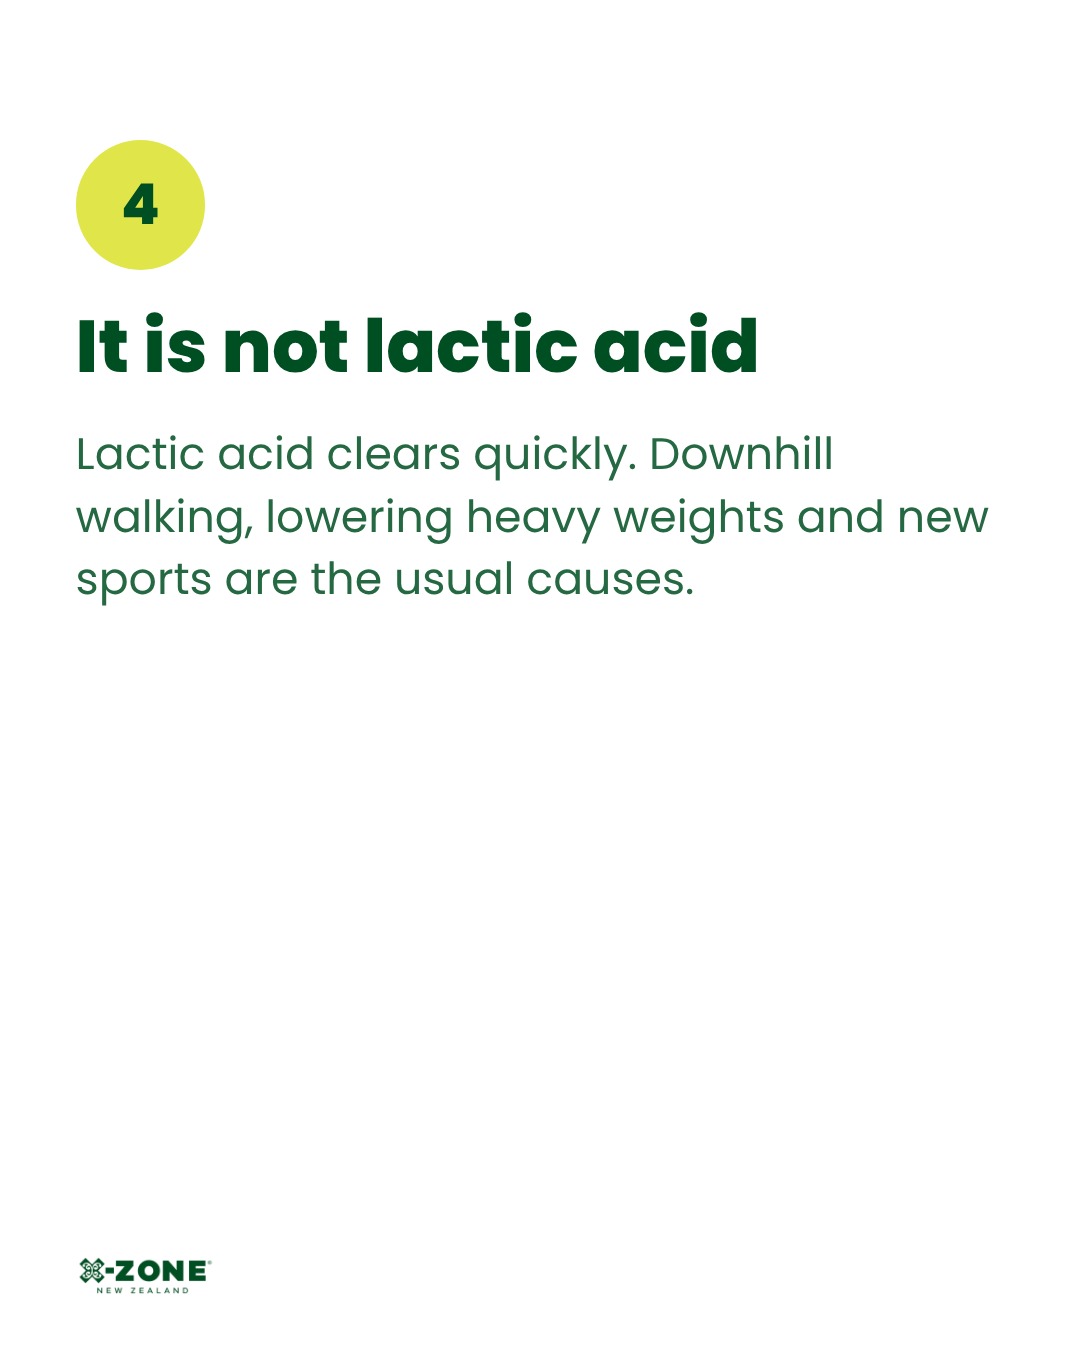 4
It is not lactic acid
Lactic acid clears quickly. Downhill
walking, lowering heavy weights and new
sports are the usual causes.
X-ZONE®
NEW ZEALAND